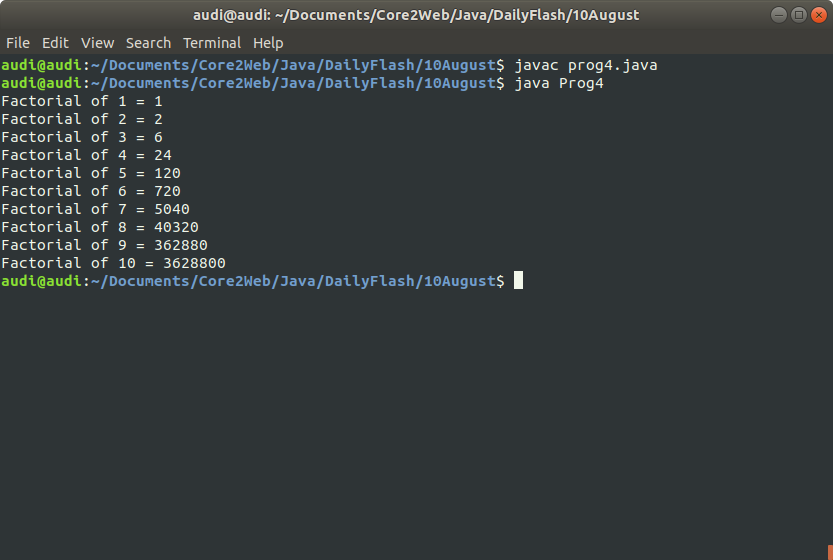 audi@audi: ~/Documents/Core2Web/Java/DailyFlash/10August
File Edit View Search Terminal Help
audi@audi:~/Documents/Core2Web/Java/DailyFlash/10August$ javac prog4.java
audi@audi:~/Documents/Core2Web/Java/DailyFlash/10August$ java Prog4
Factorial of 1 = 1
Factorial of 2 = 2
Factorial of 3 = 6
Factorial of 4 = 24
Factorial of 5 = 120
Factorial of 6 = 720
Factorial of 7 = 5040
Factorial of 8 = 40320
Factorial of 9 = 362880
Factorial of 10 = 3628800
audi@audi:~/Documents/Core2Web/Java/DailyFlash/10August$